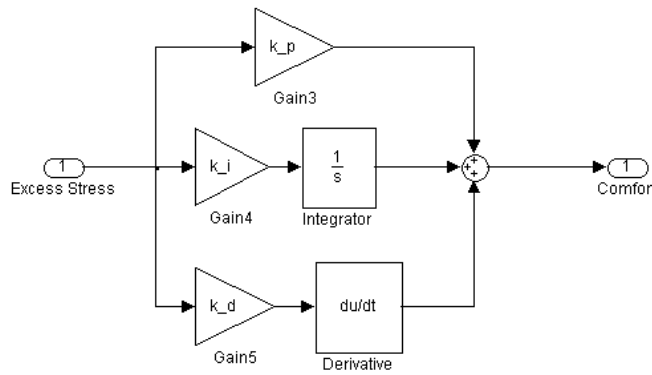 k_p
Gain3
1
Excess Stress
k_i
Gain4
1
s
Integrator
+
+
+
1
Comfor
k_d
Gain5
du/dt
Derivative